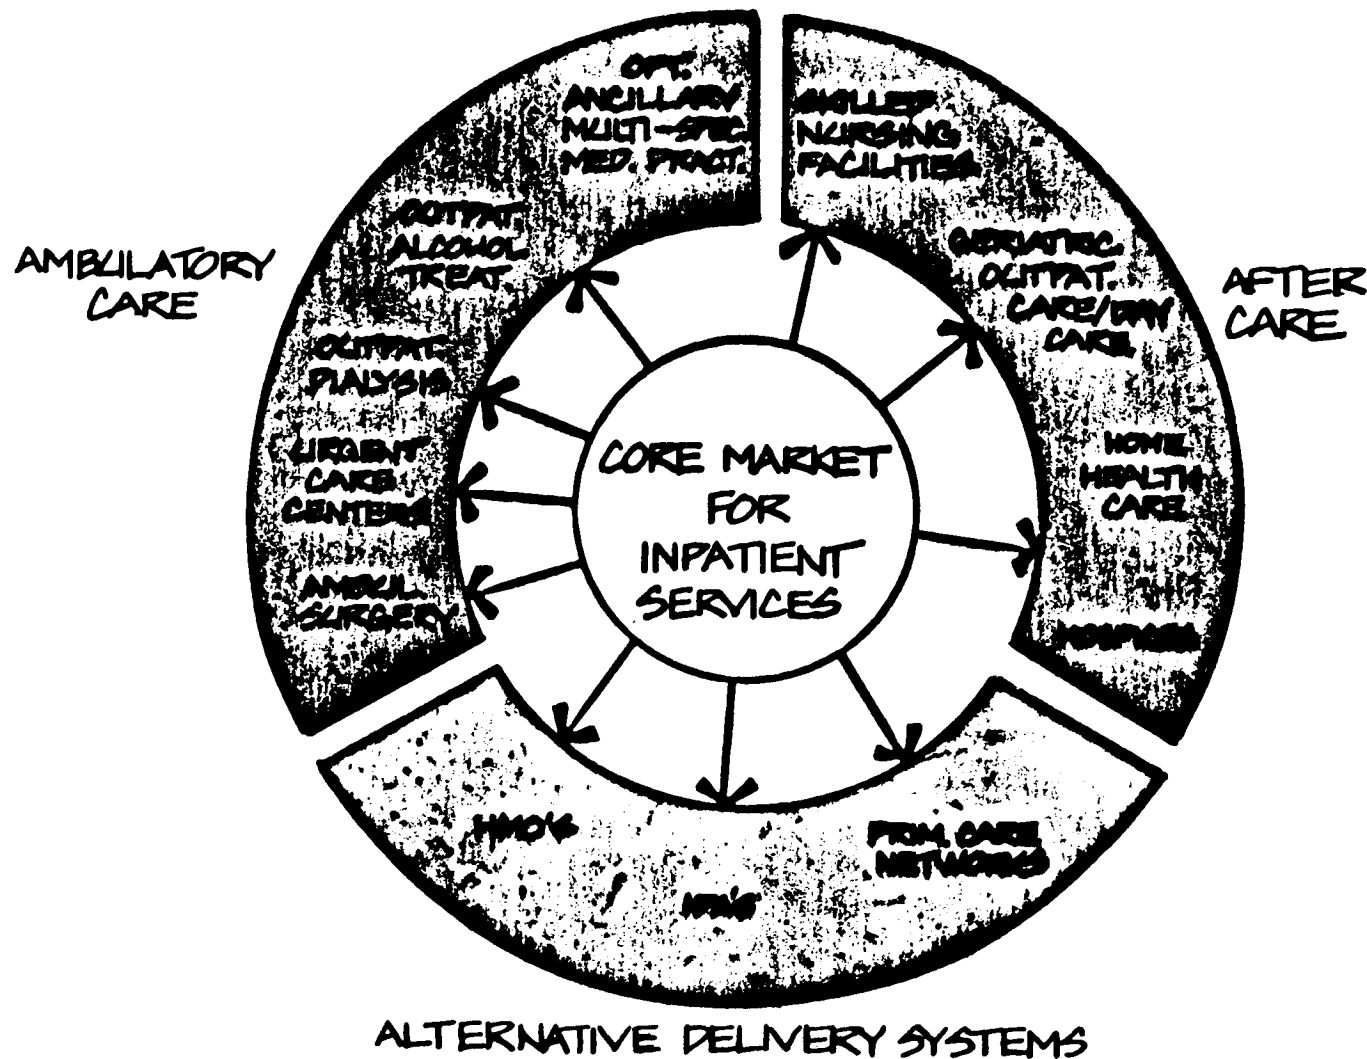 OPT.
ANCILLARY
MULTI-SPEC.
MED. PRACT.
OUTPAT.
ALCOHOL
TREAT.
OUTPAT.
DIALYSIS
URGENT
CARE
CENTERS
AMBUL.
SURGERY
AMBULATORY
CARE
SKILLED
NURSING
FACILITIES
GERIATRIC
OUTPAT.
CARE/DAY
CARE
HOME
HEALTH
CARE
HOSPICES
AFTER
CARE
CORE MARKET
FOR
INPATIENT
SERVICES
HMO'S
PRIM. CARE
NETWORKS
ALTERNATIVE DELIVERY SYSTEMS